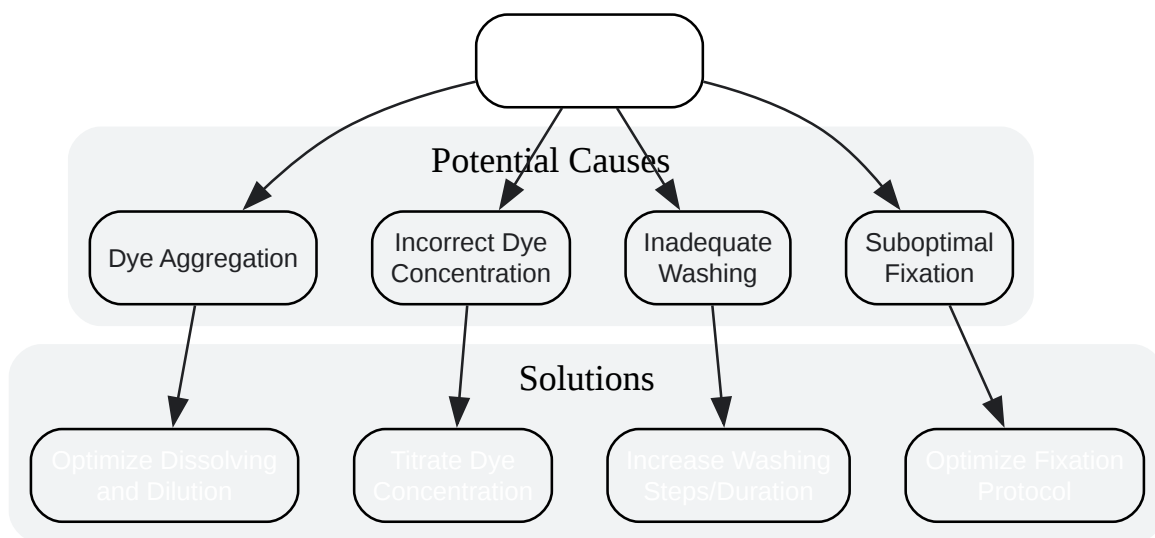 Potential Causes
Dye Aggregation
Incorrect Dye
Concentration
Inadequate
Washing
Suboptimal
Fixation
Solutions
Optimize Dissolving
and Dilution
Titrate Dye
Concentration
Increase Washing
Steps/Duration
Optimize Fixation
Protocol